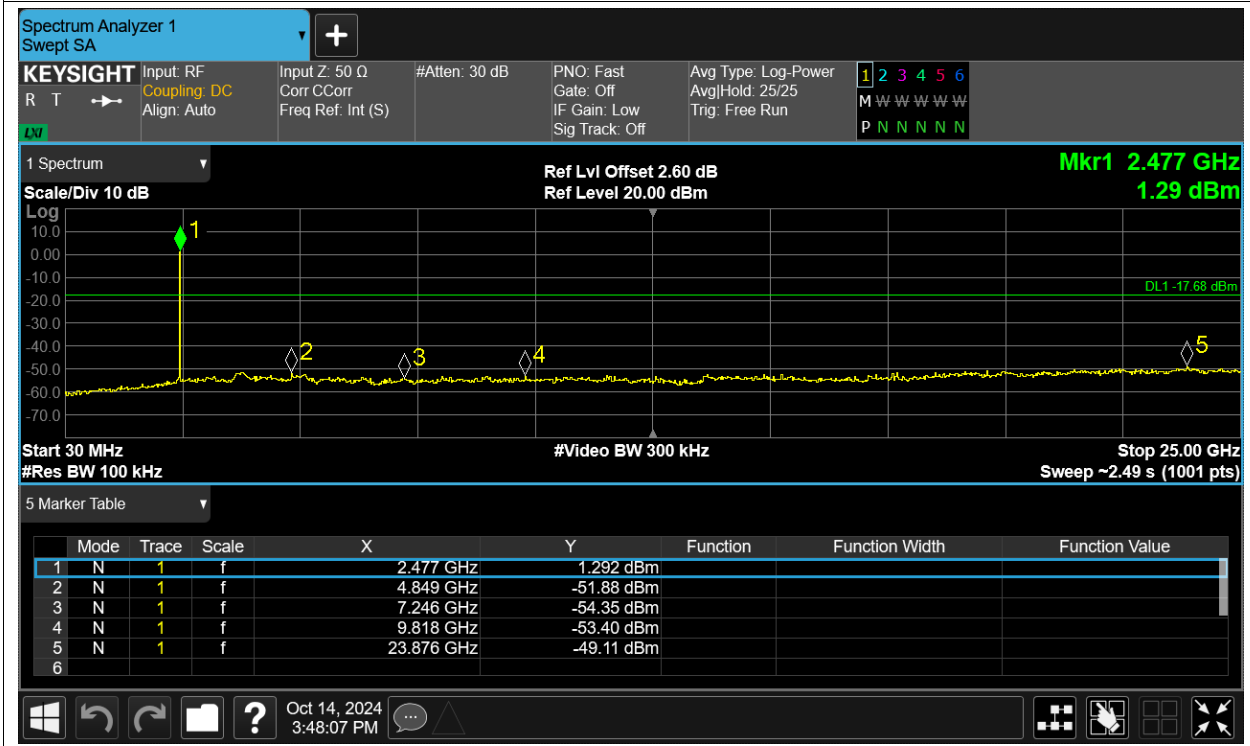 Spectrum Analyzer 1
Swept SA
+
KEYSIGHT
R T
LXI
Input: RF
Coupling: DC
Align: Auto
Input Z: 50 Ω
Corr CCorr
Freq Ref: Int (S)
#Atten: 30 dB
PNO: Fast
Gate: Off
IF Gain: Low
Sig Track: Off
Avg Type: Log-Power
Avg|Hold: 25/25
Trig: Free Run
1 2 3 4 5 6
M W W W W W
P N N N N N
1 Spectrum
Scale/Div 10 dB
Ref Lvl Offset 2.60 dB
Ref Level 20.00 dBm
Mkr1 2.477 GHz
1.29 dBm
Log
10.0
0.00
-10.0
-20.0
-30.0
-40.0
-50.0
-60.0
-70.0
1
2
3
4
5
DL1 -17.68 dBm
Start 30 MHz
#Video BW 300 kHz
Stop 25.00 GHz
#Res BW 100 kHz
Sweep ~2.49 s (1001 pts)
5 Marker Table
Mode Trace Scale X Y Function Function Width Function Value
1 N 1 f 2.477 GHz 1.292 dBm
2 N 1 f 4.849 GHz -51.88 dBm
3 N 1 f 7.246 GHz -54.35 dBm
4 N 1 f 9.818 GHz -53.40 dBm
5 N 1 f 23.876 GHz -49.11 dBm
6
?
Oct 14, 2024
3:48:07 PM